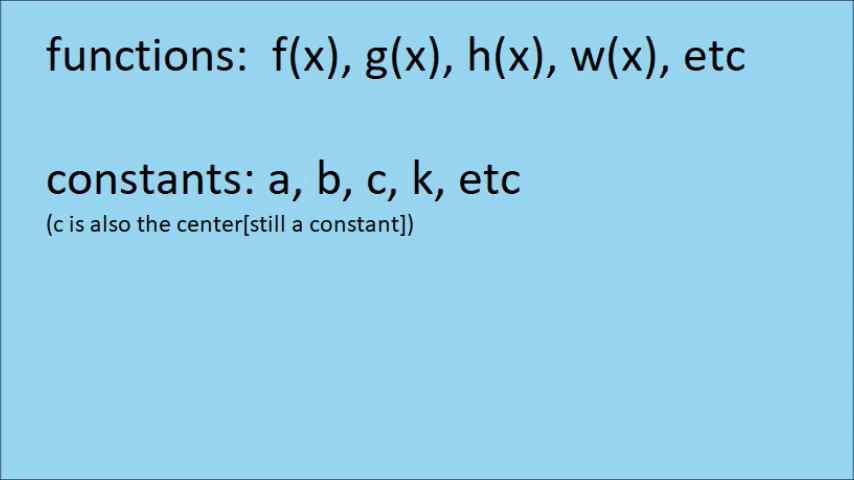 functions:  f(x), g(x), h(x), w(x), etc
constants: a, b, c, k, etc
(c is also the center[still a constant])